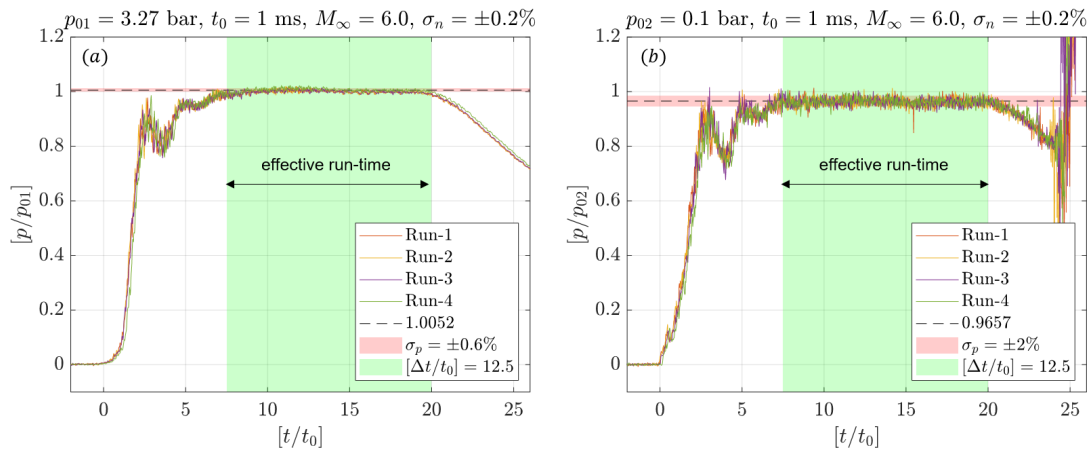 p₀₁ = 3.27 bar, t₀ = 1 ms, M∞ = 6.0, σₙ = ±0.2%
(a)
1.2
1
0.8
0.6
0.4
0.2
0
[p/p₀₁]
effective run-time
Run-1
Run-2
Run-3
Run-4
1.0052
σₚ = ±0.6%
[Δt/t₀] = 12.5
0 5 10 15 20 25
[t/t₀]
p₀₂ = 0.1 bar, t₀ = 1 ms, M∞ = 6.0, σₙ = ±0.2%
(b)
1.2
1
0.8
0.6
0.4
0.2
0
[p/p₀₂]
effective run-time
Run-1
Run-2
Run-3
Run-4
0.9657
σₚ = ±2%
[Δt/t₀] = 12.5
0 5 10 15 20 25
[t/t₀]